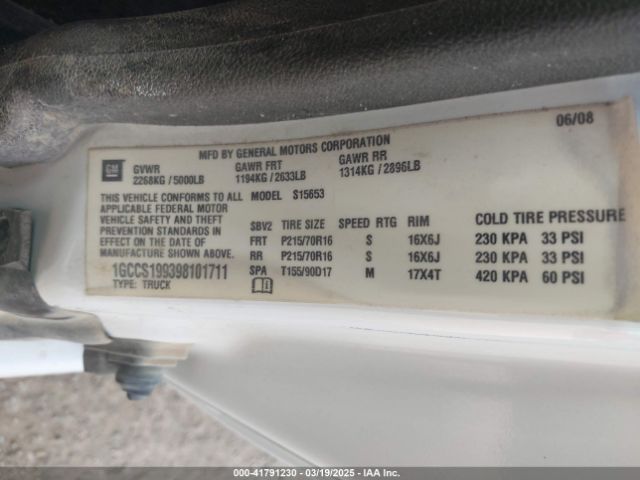 06/08
MFD BY GENERAL MOTORS CORPORATION
GM
GVWR GAWR FRT GAWR RR
2268KG / 5000LB 1194KG / 2633LB 1314KG / 2896LB
THIS VEHICLE CONFORMS TO ALL MODEL S15653
APPLICABLE FEDERAL MOTOR
VEHICLE SAFETY AND THEFT
PREVENTION STANDARDS IN
EFFECT ON THE DATE OF
MANUFACTURE SHOWN ABOVE.
1GCCS199398101711
TYPE: TRUCK
SBV2 TIRE SIZE SPEED RTG RIM COLD TIRE PRESSURE
FRT P215/70R16 S 16X6J 230 KPA 33 PSI
RR P215/70R16 S 16X6J 230 KPA 33 PSI
SPA T155/90D17 M 17X4T 420 KPA 60 PSI
000-41791230 - 03/19/2025 - IAA Inc.